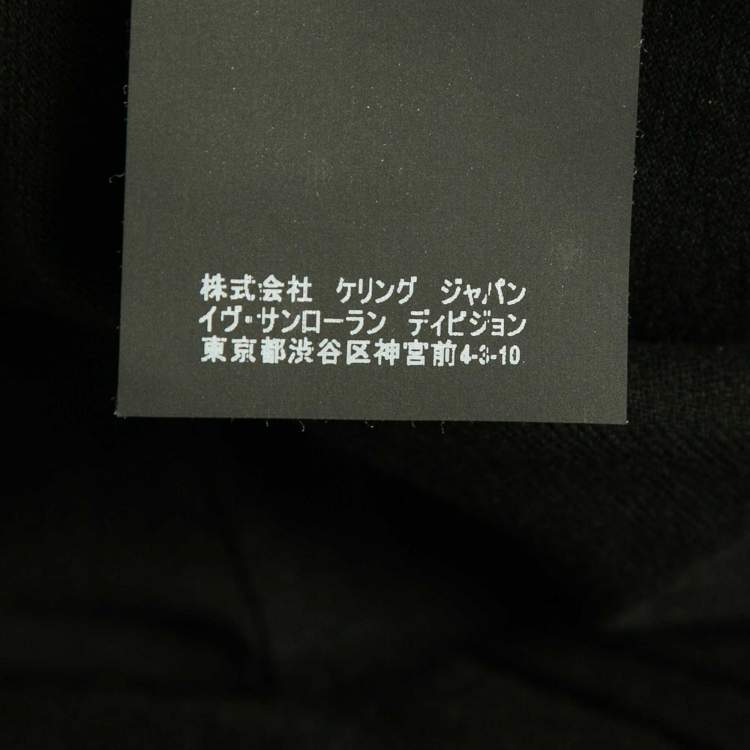 株式会社 ケリング ジャパン
イヴ・サンローラン ディビジョン
東京都渋谷区神宮前4-3-10